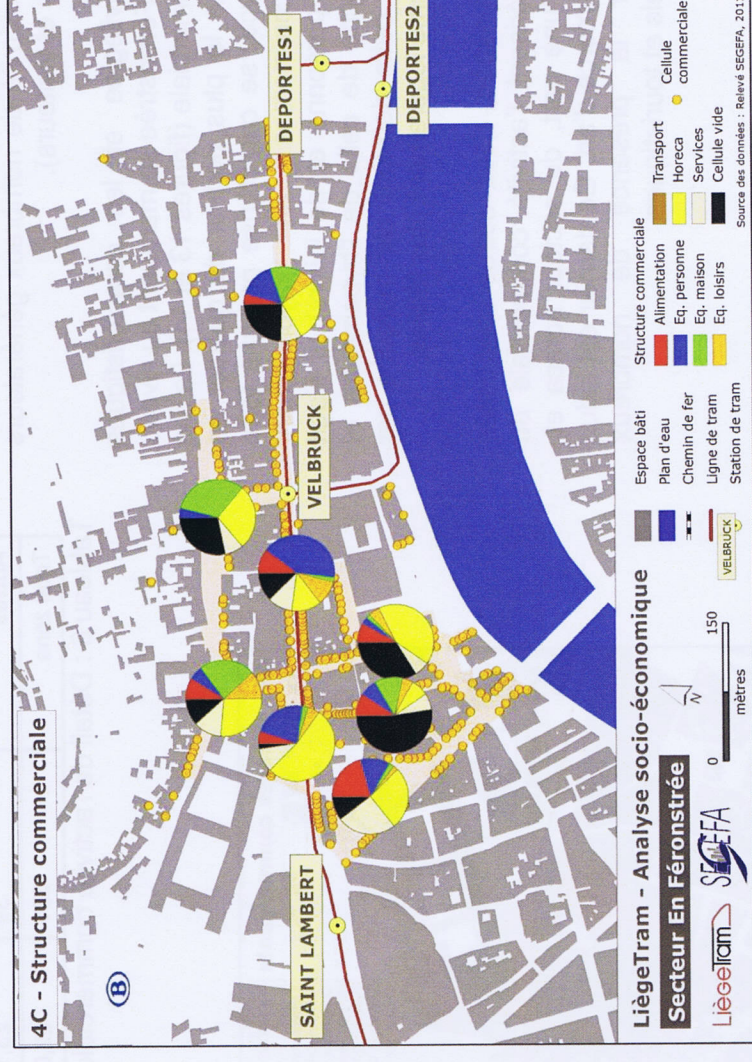 4C - Structure commerciale
B
SAINT LAMBERT
VELBRUCK
DEPORTES1
DEPORTES2
LiègeTram - Analyse socio-économique
Secteur En Féronstrée
LiègeTram
SEGEFA
N
0 150
mètres
Espace bâti
Plan d'eau
Chemin de fer
Ligne de tram
VELBRUCK
Station de tram
Structure commerciale
Alimentation
Eq. personne
Eq. maison
Eq. loisirs
Transport
Horeca
Services
Cellule vide
Cellule
commerciale
Source des données : Relevé SEGEFA,